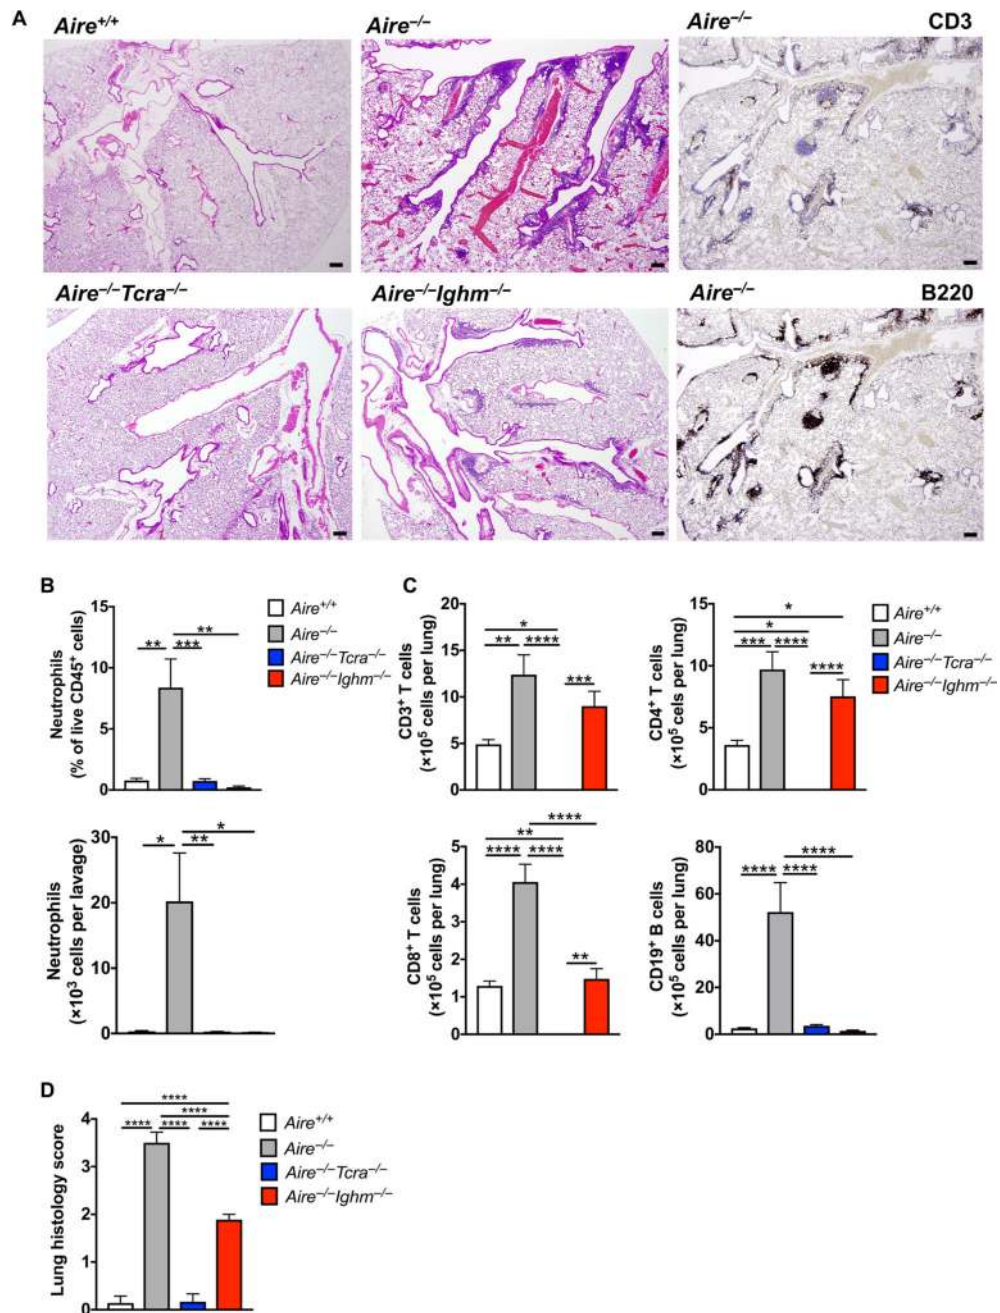 A
Aire+/+
Aire–/–
Aire–/– CD3
Aire–/–Tcra–/–
Aire–/–Ighm–/–
Aire–/– B220
B
Neutrophils
(% of live CD45+ cells)
15
10
5
0
** ***
**
Aire+/+
Aire–/–
Aire–/–Tcra–/–
Aire–/–Ighm–/–
Neutrophils
(×10³ cells per lavage)
30
20
10
0
*
* **
C
CD3+ T cells
(×10⁵ cells per lung)
20
15
10
5
0
*
** ****
***
CD4+ T cells
(×10⁵ cels per lung)
15
10
5
0
*
*
*** ****
****
Aire+/+
Aire–/–
Aire–/–Tcra–/–
Aire–/–Ighm–/–
CD8+ T cells
(×10⁵ cells per lung)
5
4
3
2
1
0
****
**
**** ****
**
CD19+ B cells
(×10⁵ cells per lung)
80
60
40
20
0
****
**** ****
D
Lung histology score
4
3
2
1
0
****
****
**** **** ****
Aire+/+
Aire–/–
Aire–/–Tcra–/–
Aire–/–Ighm–/–